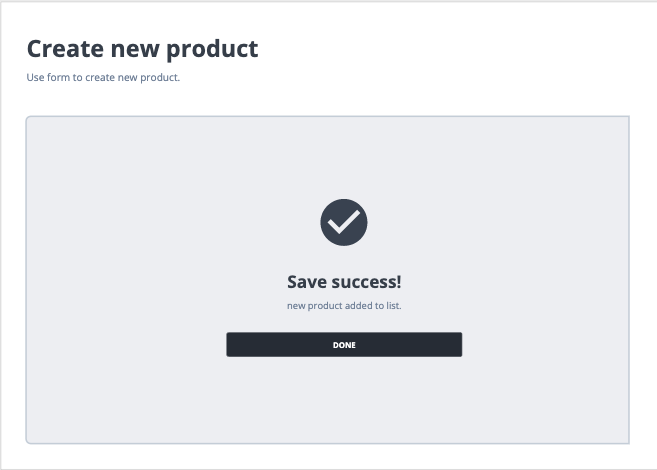 Create new product
Use form to create new product.
Save success!
new product added to list.
DONE